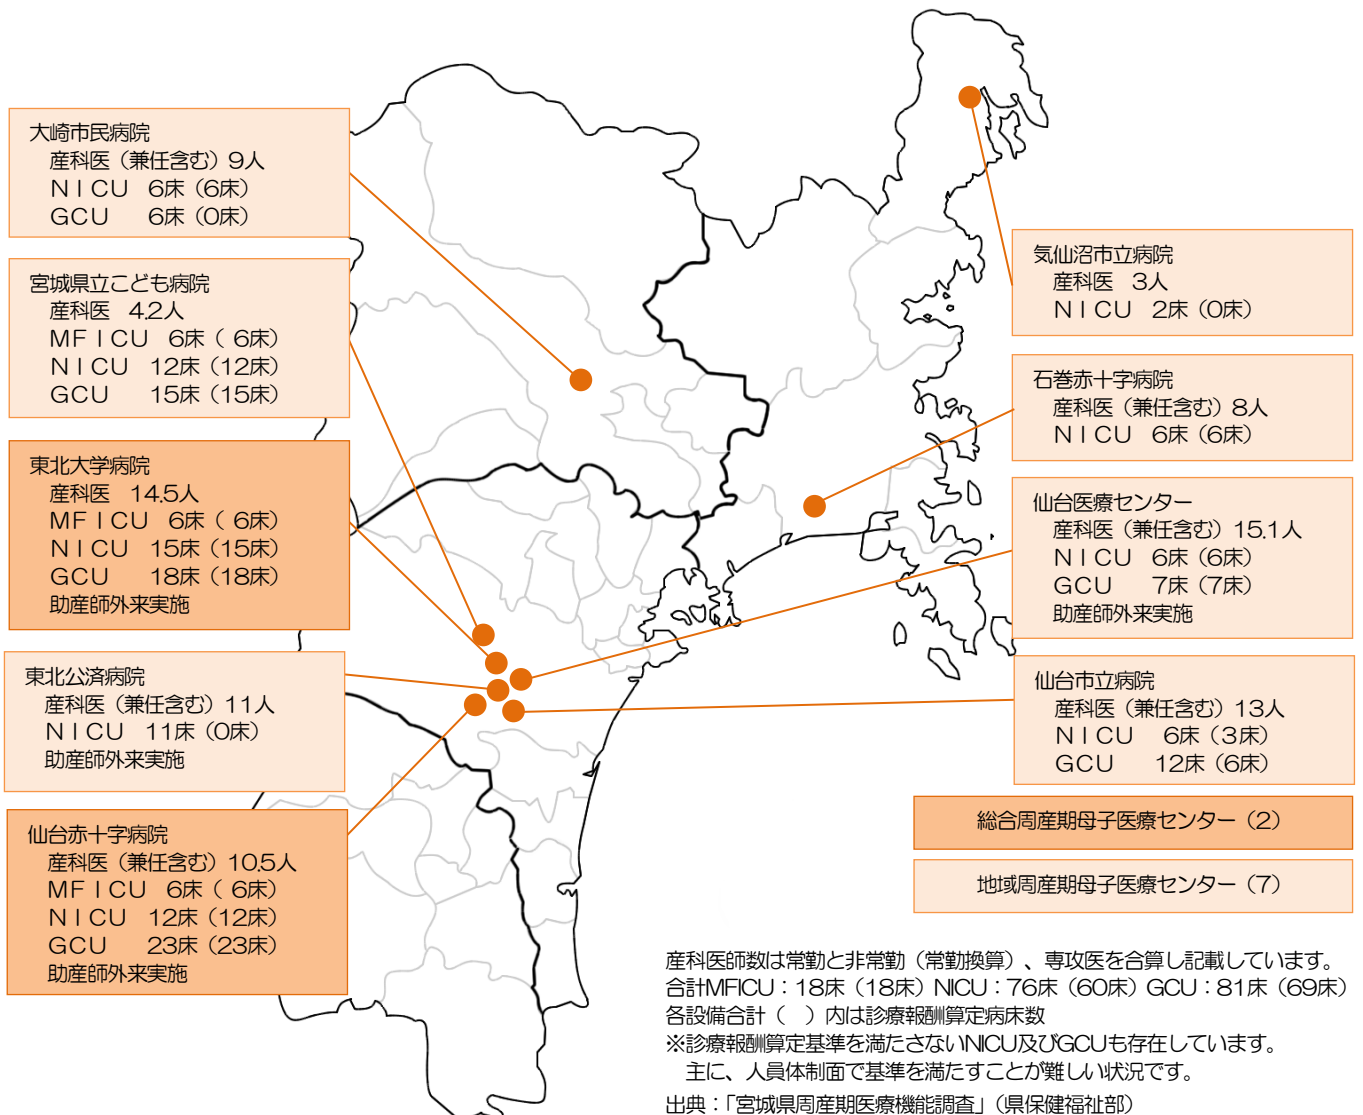 大崎市民病院
産科医（兼任含む）9人
NICU 6床（6床）
GCU 6床（0床）
宮城県立こども病院
産科医 4.2人
MFICU 6床（ 6床）
NICU 12床（12床）
GCU 15床（15床）
東北大学病院
産科医 14.5人
MFICU 6床（ 6床）
NICU 15床（15床）
GCU 18床（18床）
助産師外来実施
東北公済病院
産科医（兼任含む）11人
NICU 11床（0床）
助産師外来実施
仙台赤十字病院
産科医（兼任含む）10.5人
MFICU 6床（ 6床）
NICU 12床（12床）
GCU 23床（23床）
助産師外来実施
気仙沼市立病院
産科医 3人
NICU 2床（0床）
石巻赤十字病院
産科医（兼任含む）8人
NICU 6床（6床）
仙台医療センター
産科医（兼任含む）15.1人
NICU 6床（6床）
GCU 7床（7床）
助産師外来実施
仙台市立病院
産科医（兼任含む）13人
NICU 6床（3床）
GCU 12床（6床）
総合周産期母子医療センター（2）
地域周産期母子医療センター（7）
産科医師数は常勤と非常勤（常勤換算）、専攻医を合算し記載しています。
合計MFICU：18床（18床）NICU：76床（60床）GCU：81床（69床）
各設備合計（ ）内は診療報酬算定病床数
※診療報酬算定基準を満たさないNICU及びGCUも存在しています。
主に、人員体制面で基準を満たすことが難しい状況です。
出典：「宮城県周産期医療機能調査」（県保健福祉部）